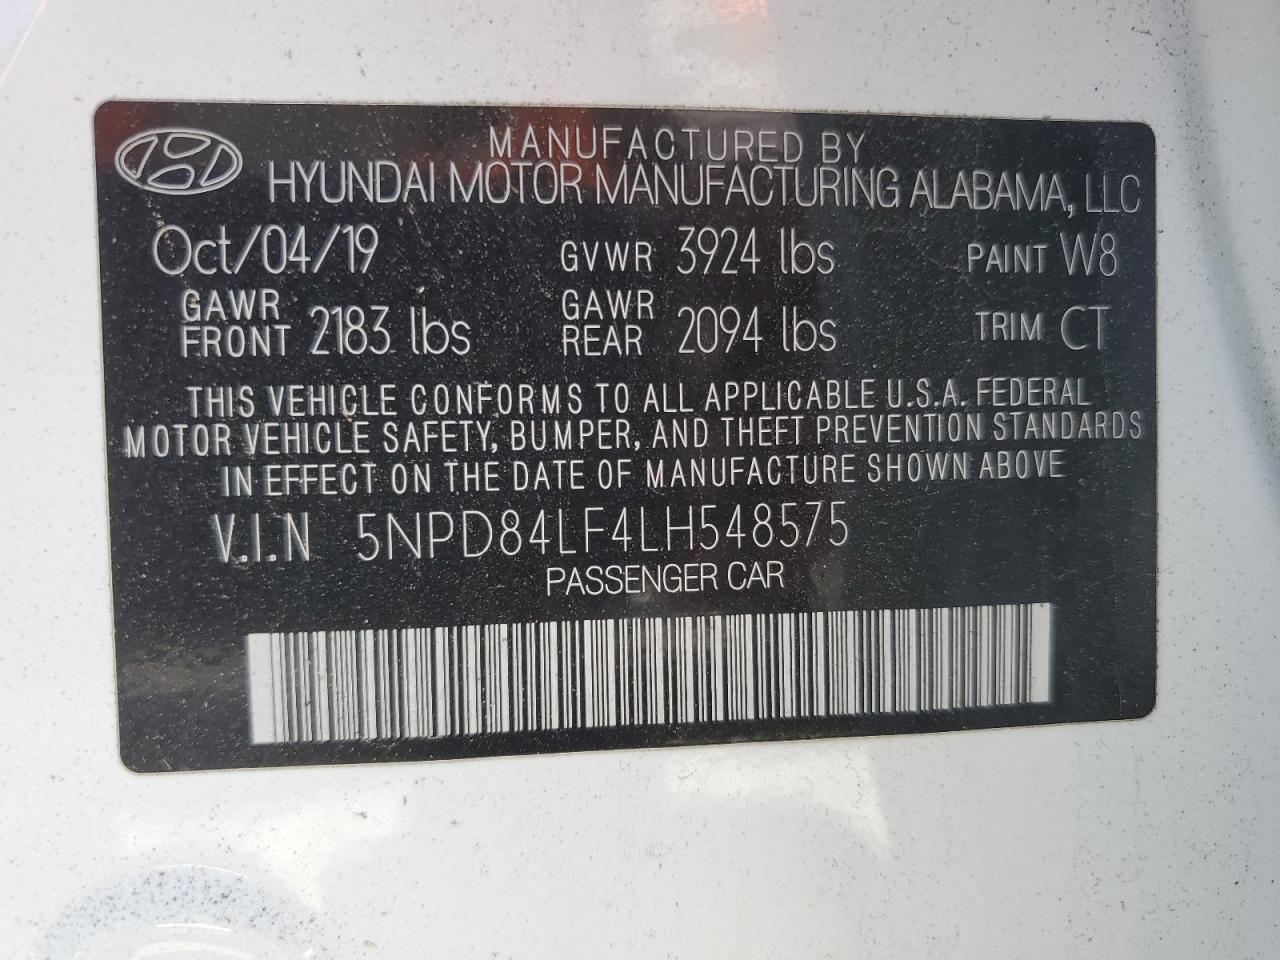 MANUFACTURED BY
HYUNDAI MOTOR MANUFACTURING ALABAMA, LLC
Oct/04/19 GVWR 3924 lbs PAINT W8
GAWR FRONT 2183 lbs GAWR REAR 2094 lbs TRIM CT
THIS VEHICLE CONFORMS TO ALL APPLICABLE U.S.A. FEDERAL
MOTOR VEHICLE SAFETY, BUMPER, AND THEFT PREVENTION STANDARDS
IN EFFECT ON THE DATE OF MANUFACTURE SHOWN ABOVE
V.I.N 5NPD84LF4LH548575
PASSENGER CAR